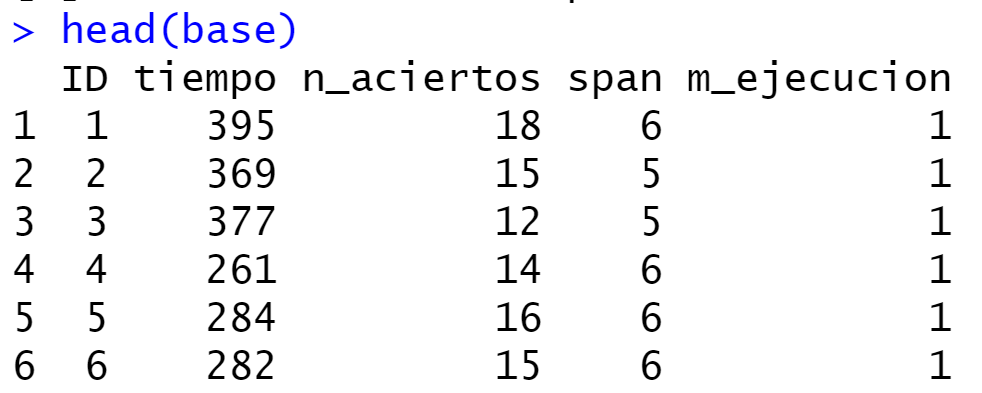 > head(base)
ID tiempo n_aciertos span m_ejecucion
1 1 395 18 6 1
2 2 369 15 5 1
3 3 377 12 5 1
4 4 261 14 6 1
5 5 284 16 6 1
6 6 282 15 6 1